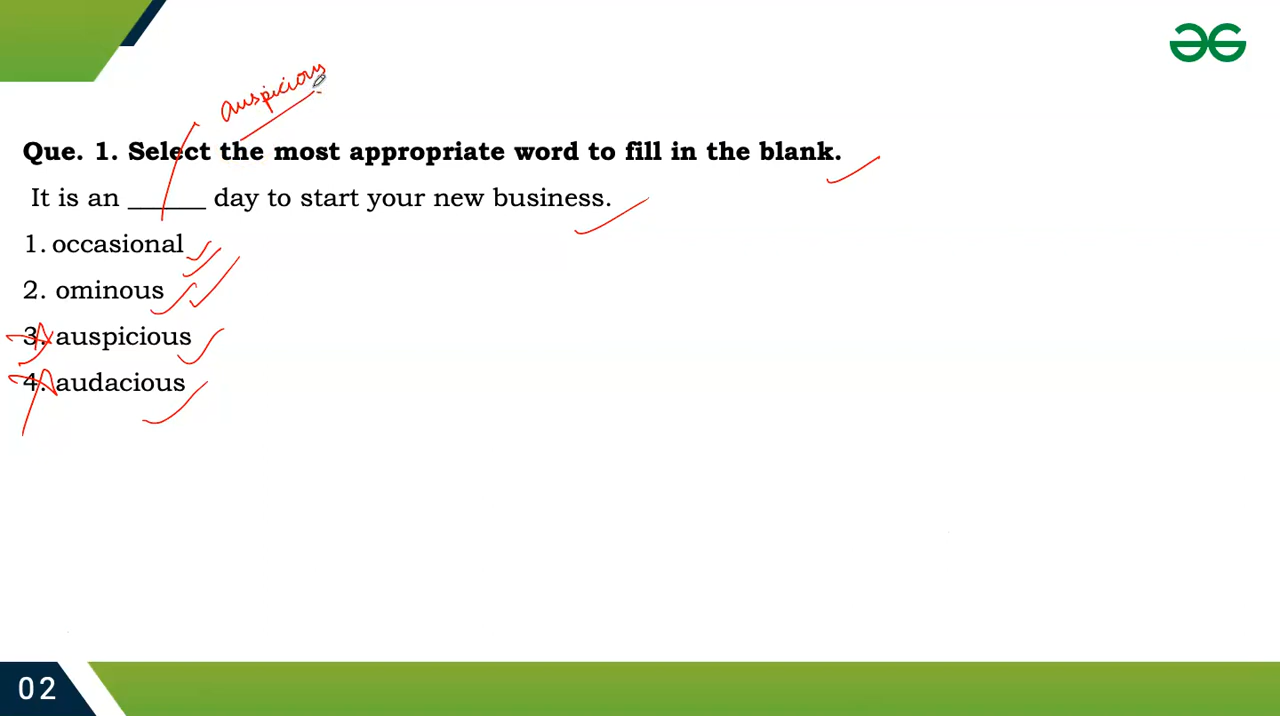 auspicious
Que. 1. Select the most appropriate word to fill in the blank.
It is an ______ day to start your new business.
1. occasional
2. ominous
3. auspicious
4. audacious
02